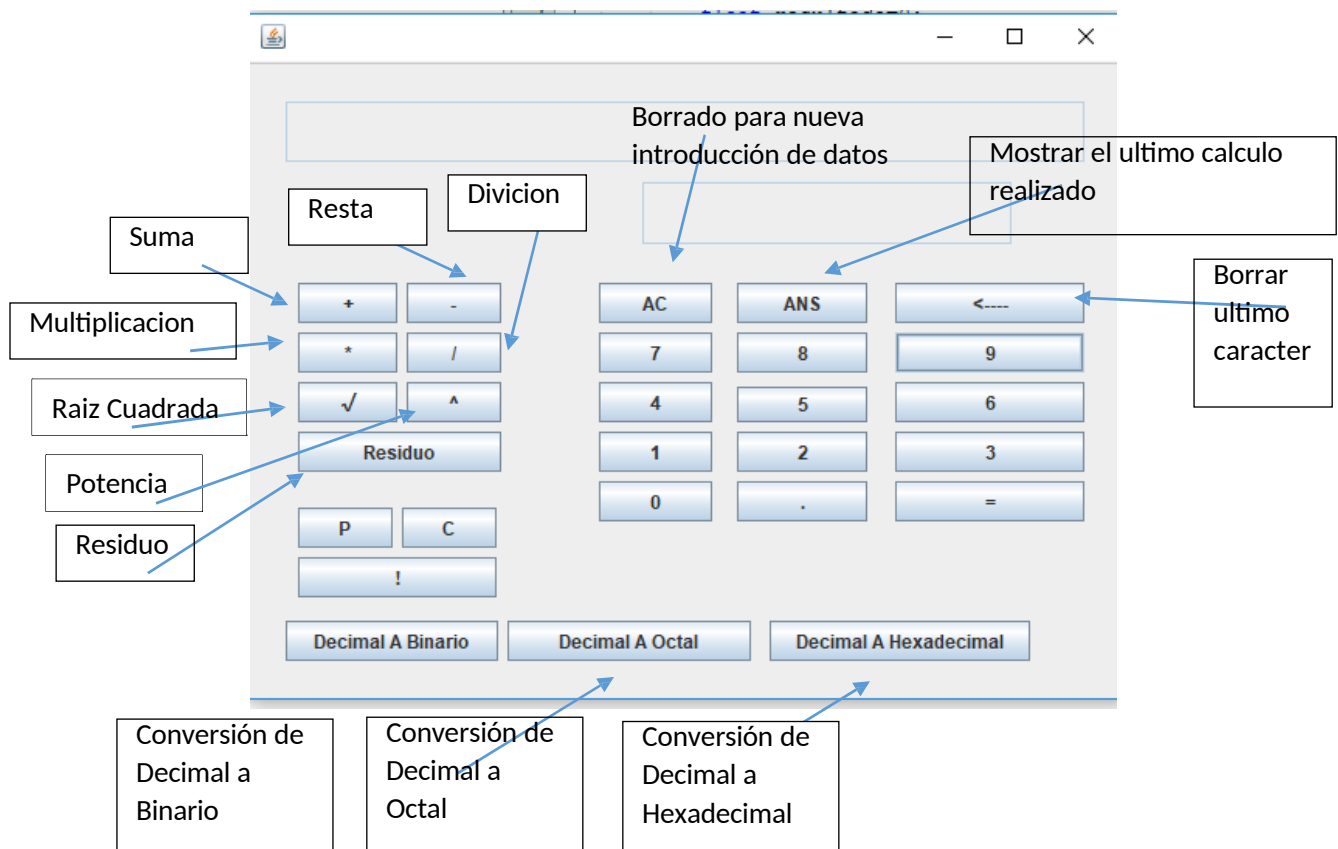 Borrado para nueva
introducción de datos
Mostrar el ultimo calculo
realizado
Divicion
Resta
Suma
Borrar
ultimo
caracter
Multiplicacion
Raiz Cuadrada
Potencia
Residuo
+ - AC ANS <----
* / 7 8 9
√ ^ 4 5 6
Residuo 1 2 3
0 . =
P C
!
Decimal A Binario Decimal A Octal Decimal A Hexadecimal
Conversión de
Decimal a
Binario
Conversión de
Decimal a
Octal
Conversión de
Decimal a
Hexadecimal